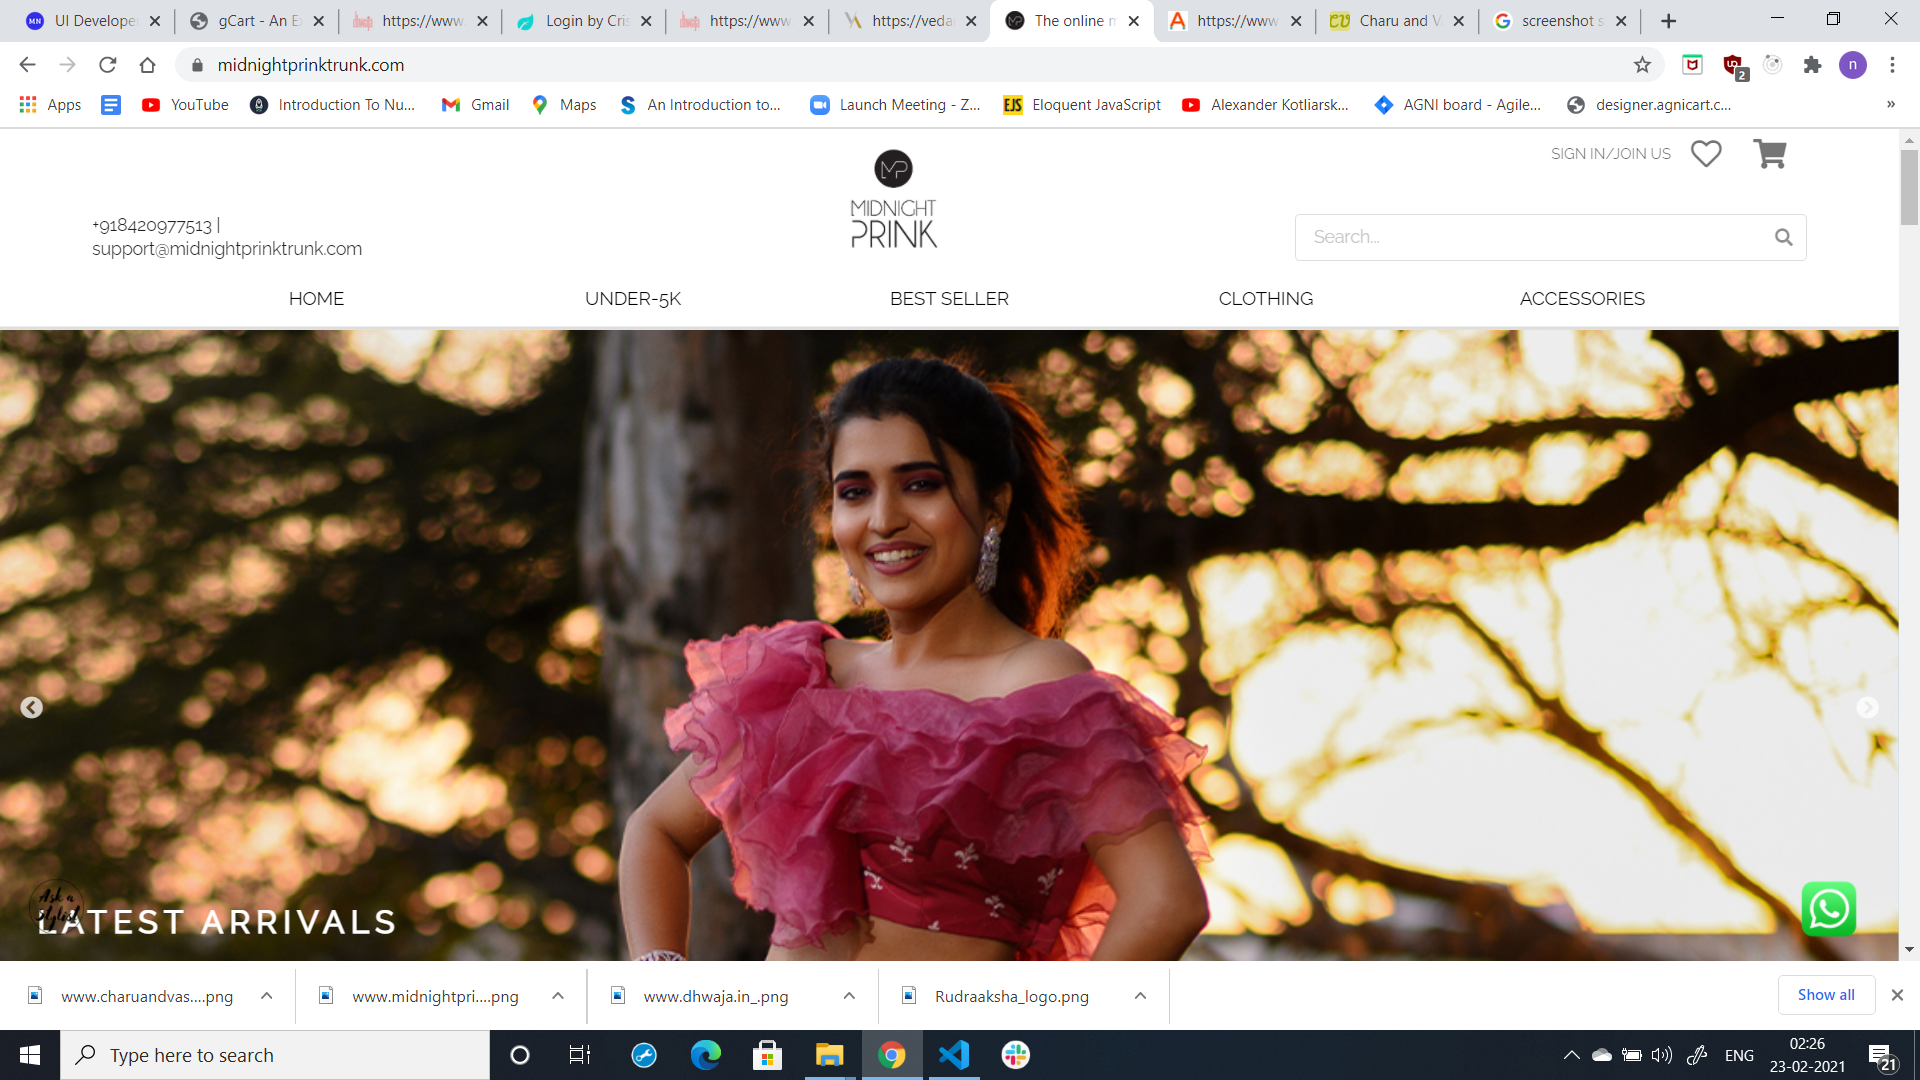 UI Develope
gCart - An E
https://www.
Login by Cris
https://www
https://veda
The online m
https://www
Charu and V
screenshot s
midnightprinktrunk.com
2
n
Apps
YouTube
Introduction To Nu...
Gmail
Maps
An Introduction to...
Launch Meeting - Z...
EJS Eloquent JavaScript
Alexander Kotliarsk...
AGNI board - Agile...
designer.agnicart.c...
»
SIGN IN/JOIN US
MP
MIDNIGHT
PRINK
+918420977513 |
support@midnightprinktrunk.com
Search...
HOME
UNDER-5K
BEST SELLER
CLOTHING
ACCESSORIES
Ask a
Stylist
LATEST ARRIVALS
www.charuandvas....png
www.midnightpri....png
www.dhwaja.in_.png
Rudraaksha_logo.png
Show all
Type here to search
ENG
02:26
23-02-2021
21